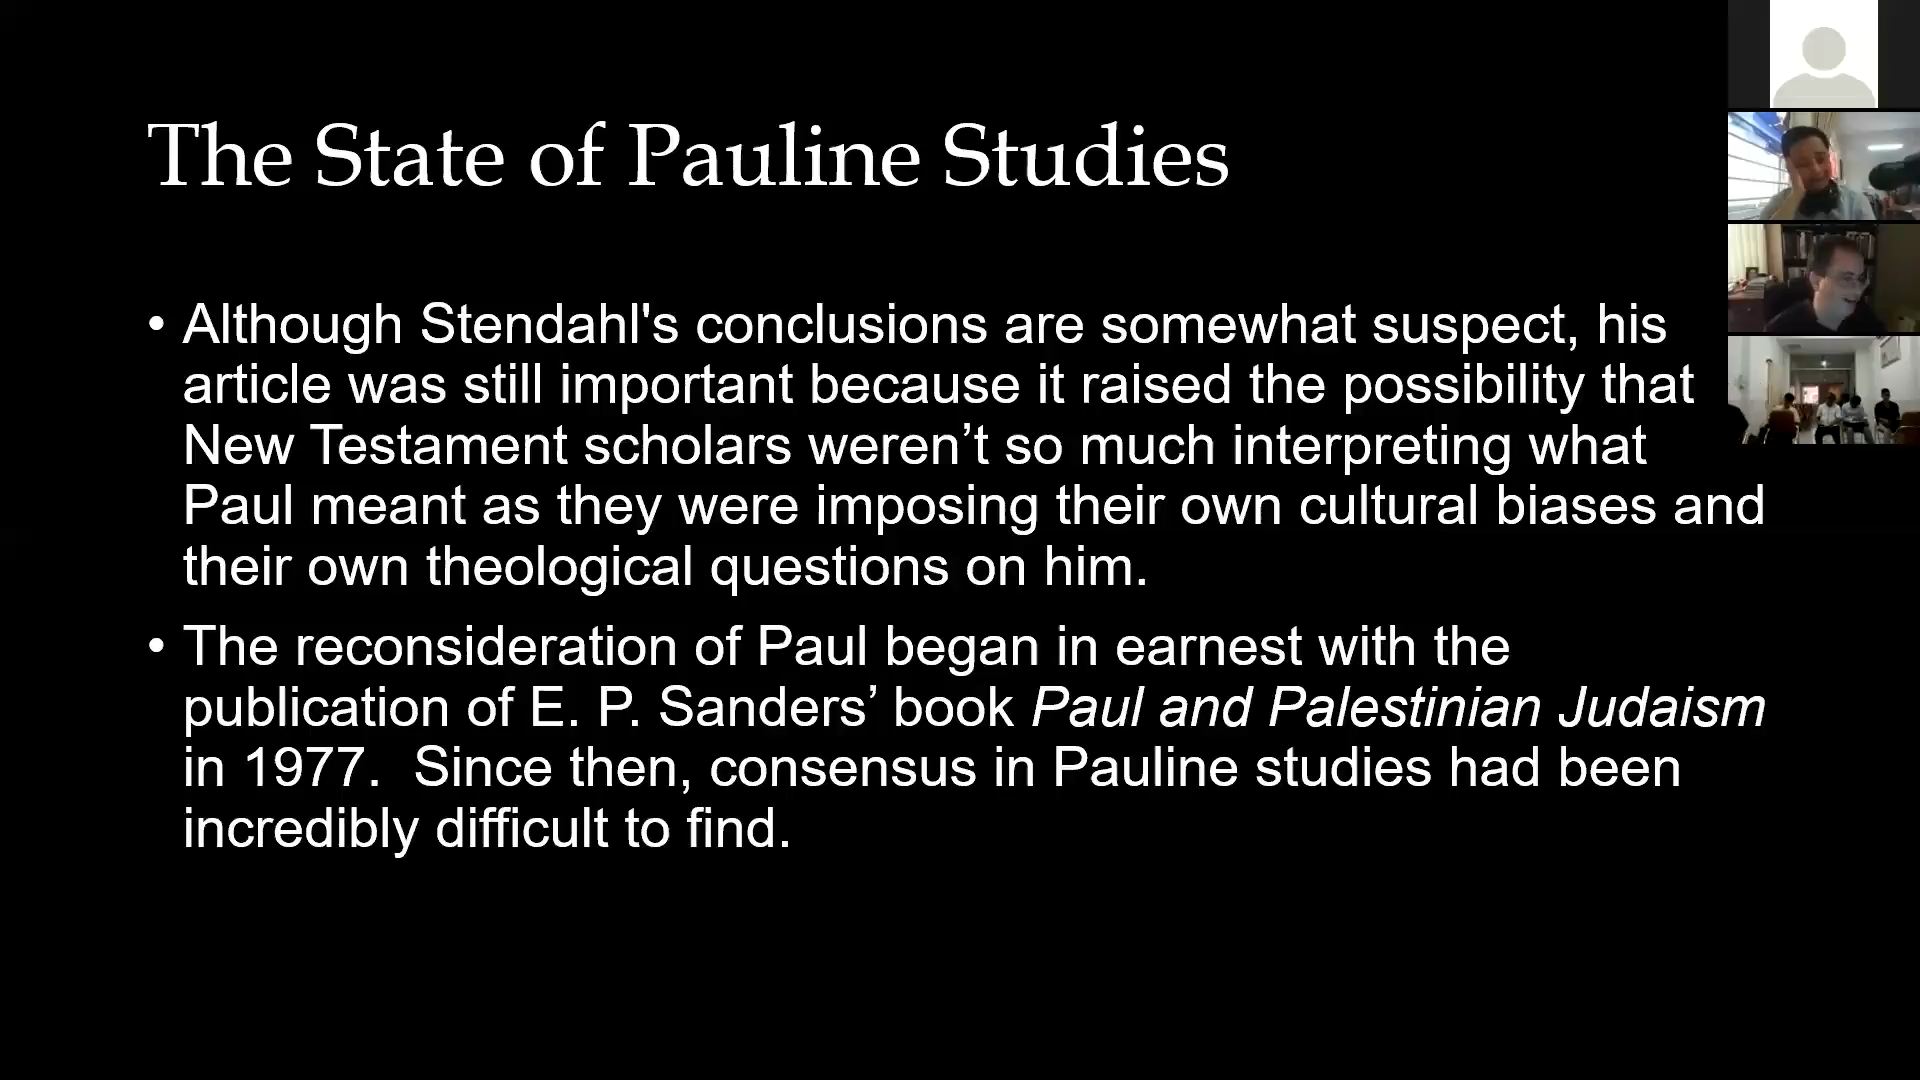 The State of Pauline Studies
• Although Stendahl's conclusions are somewhat suspect, his
article was still important because it raised the possibility that
New Testament scholars weren’t so much interpreting what
Paul meant as they were imposing their own cultural biases and
their own theological questions on him.
• The reconsideration of Paul began in earnest with the
publication of E. P. Sanders’ book Paul and Palestinian Judaism
in 1977.  Since then, consensus in Pauline studies had been
incredibly difficult to find.